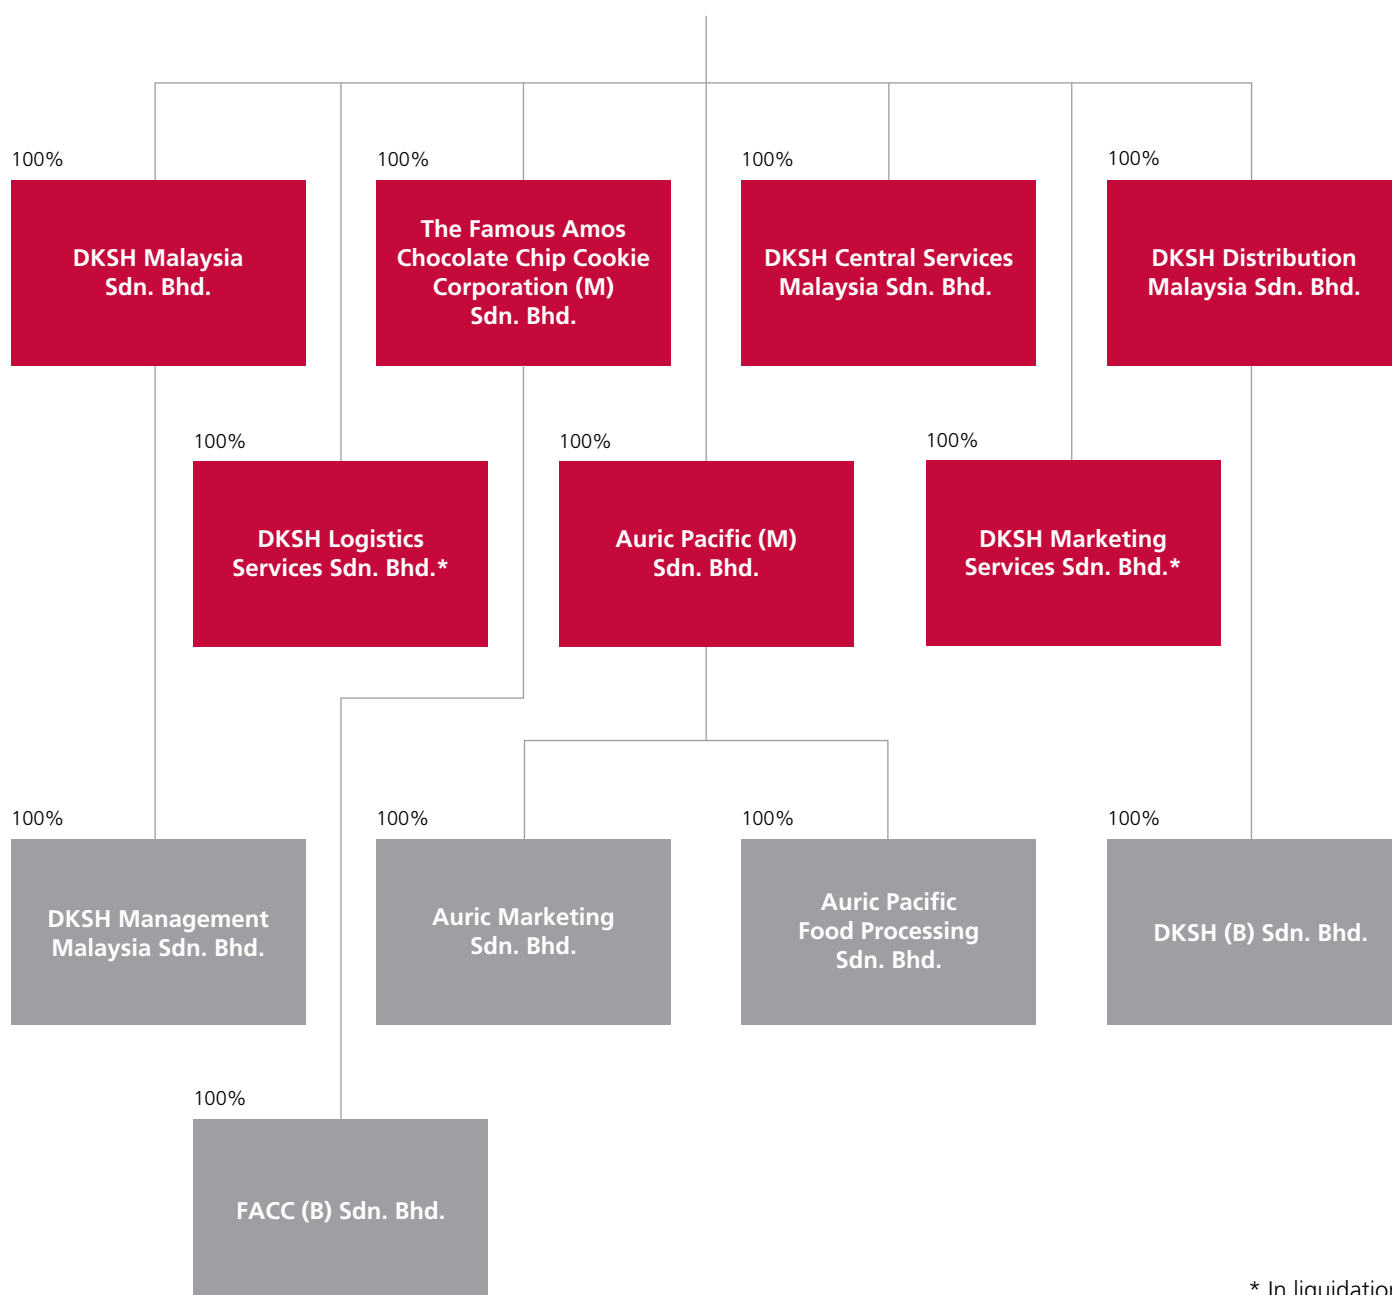 100%
100%
100%
100%
DKSH Malaysia
Sdn. Bhd.
The Famous Amos
Chocolate Chip Cookie
Corporation (M)
Sdn. Bhd.
DKSH Central Services
Malaysia Sdn. Bhd.
DKSH Distribution
Malaysia Sdn. Bhd.
100%
100%
100%
DKSH Logistics
Services Sdn. Bhd.*
Auric Pacific (M)
Sdn. Bhd.
DKSH Marketing
Services Sdn. Bhd.*
100%
100%
100%
100%
DKSH Management
Malaysia Sdn. Bhd.
Auric Marketing
Sdn. Bhd.
Auric Pacific
Food Processing
Sdn. Bhd.
DKSH (B) Sdn. Bhd.
100%
FACC (B) Sdn. Bhd.
* In liquidation